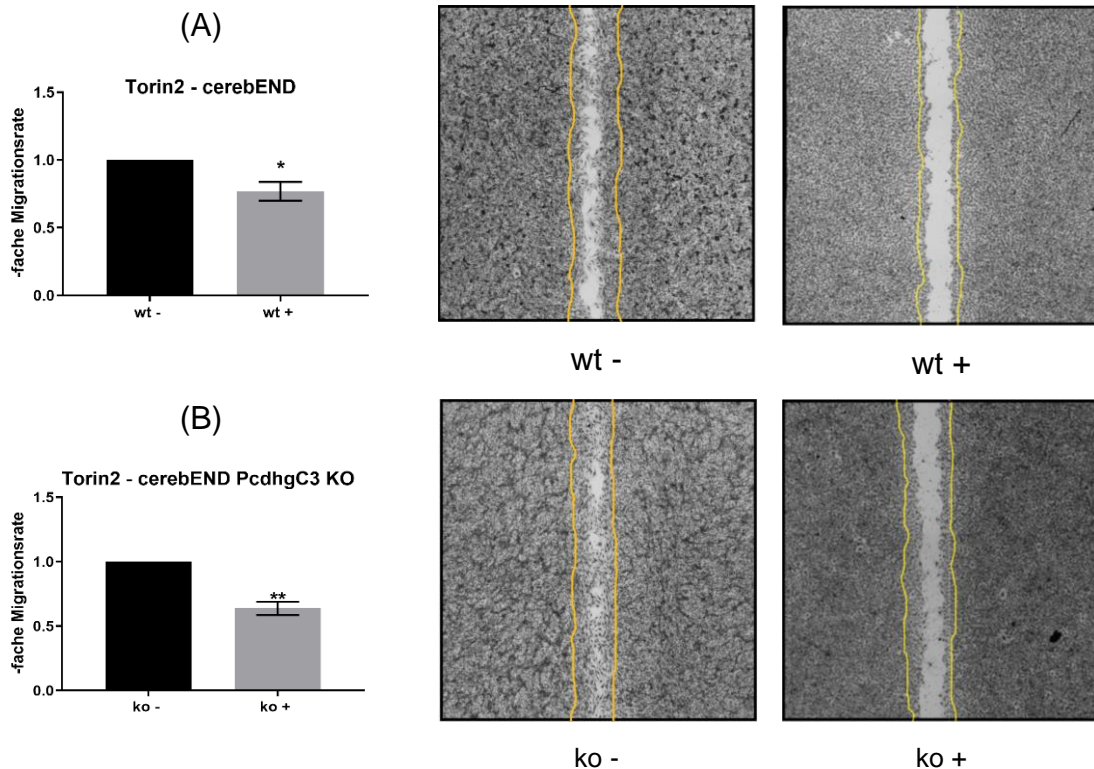 (A)
Torin2 - cerebEND
-fache Migrationsrate
1.5
1.0
0.5
0.0
*
wt -
wt +
wt -
wt +
(B)
Torin2 - cerebEND PcdhgC3 KO
-fache Migrationsrate
1.5
1.0
0.5
0.0
**
ko -
ko +
ko -
ko +